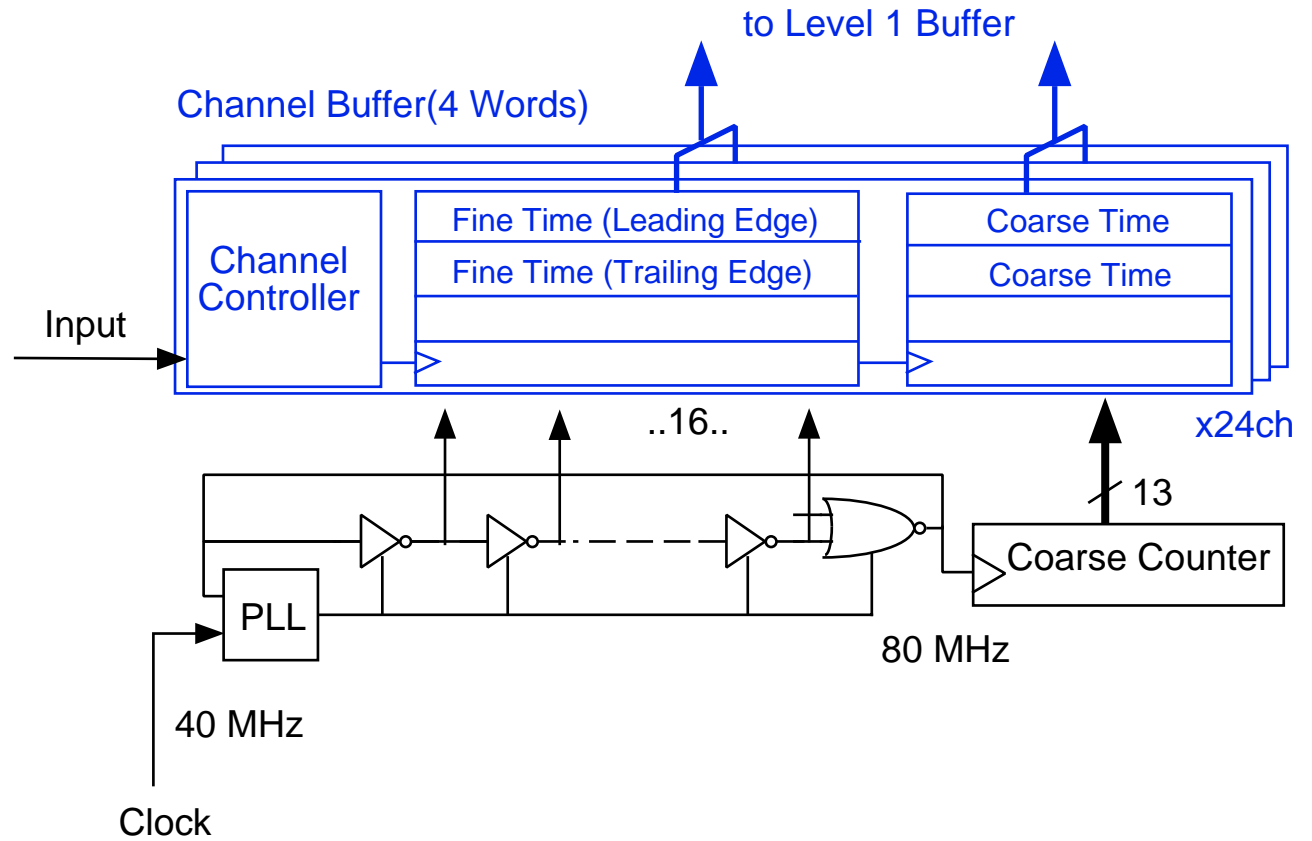 to Level 1 Buffer
Channel Buffer(4 Words)
Fine Time (Leading Edge)
Coarse Time
Channel
Controller
Fine Time (Trailing Edge)
Coarse Time
Input
..16..
x24ch
13
Coarse Counter
PLL
80 MHz
40 MHz
Clock